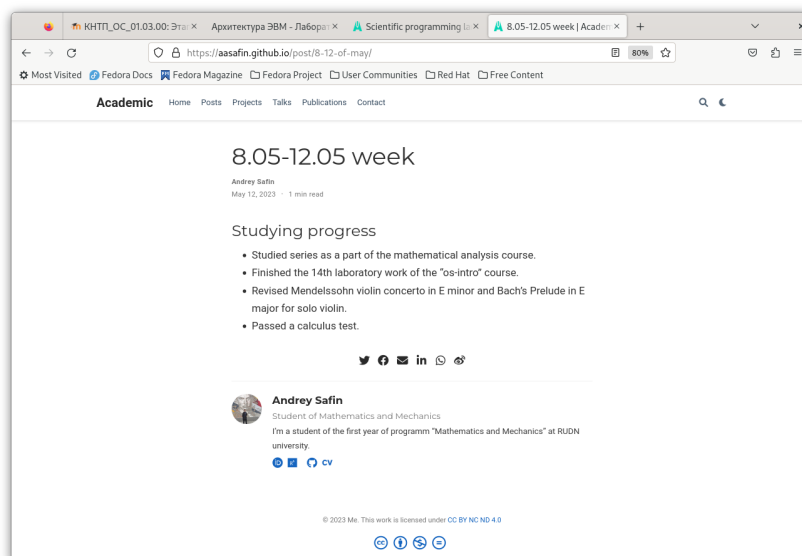 КНТП_ОС_01.03.00: Эта
Архитектура ЭВМ - Лаборат
Scientific programming la
8.05-12.05 week | Academ
https://aasafin.github.io/post/8-12-of-may/
80%
Most Visited Fedora Docs Fedora Magazine Fedora Project User Communities Red Hat Free Content
Academic Home Posts Projects Talks Publications Contact
8.05-12.05 week
Andrey Safin
May 12, 2023 · 1 min read
Studying progress
• Studied series as a part of the mathematical analysis course.
• Finished the 14th laboratory work of the “os-intro” course.
• Revised Mendelssohn violin concerto in E minor and Bach’s Prelude in E
major for solo violin.
• Passed a calculus test.
Andrey Safin
Student of Mathematics and Mechanics
I’m a student of the first year of programm “Mathematics and Mechanics” at RUDN
university.
CV
© 2023 Me. This work is licensed under CC BY NC ND 4.0